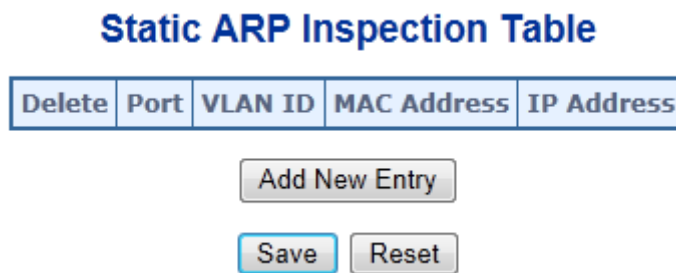 Static ARP Inspection Table
Delete Port VLAN ID MAC Address IP Address
Add New Entry
Save Reset